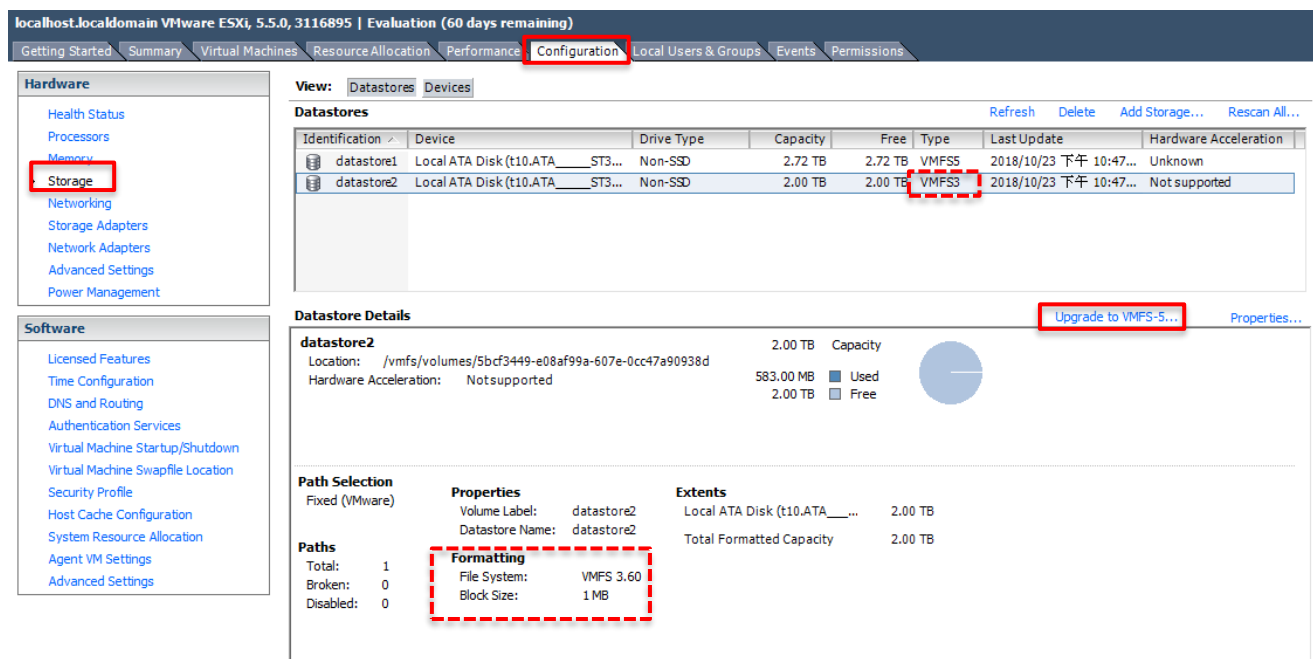 localhost.localdomain VMware ESXi, 5.5.0, 3116895 | Evaluation (60 days remaining)
Getting Started Summary Virtual Machines Resource Allocation Performance Configuration Local Users & Groups Events Permissions
Hardware
Health Status
Processors
Memory
Storage
Networking
Storage Adapters
Network Adapters
Advanced Settings
Power Management
Software
Licensed Features
Time Configuration
DNS and Routing
Authentication Services
Virtual Machine Startup/Shutdown
Virtual Machine Swapfile Location
Security Profile
Host Cache Configuration
System Resource Allocation
Agent VM Settings
Advanced Settings
View: Datastores Devices
Datastores Refresh Delete Add Storage... Rescan All...
Identification Device Drive Type Capacity Free Type Last Update Hardware Acceleration
datastore1 Local ATA Disk (t10.ATA_____ST3... Non-SSD 2.72 TB 2.72 TB VMFS5 2018/10/23 下午 10:47... Unknown
datastore2 Local ATA Disk (t10.ATA_____ST3... Non-SSD 2.00 TB 2.00 TB VMFS3 2018/10/23 下午 10:47... Not supported
Datastore Details Upgrade to VMFS-5... Properties...
datastore2 2.00 TB Capacity
Location: /vmfs/volumes/5bcf3449-e08af99a-607e-0cc47a90938d
Hardware Acceleration: Notsupported 583.00 MB Used
2.00 TB Free
Path Selection
Fixed (VMware)
Paths
Total: 1
Broken: 0
Disabled: 0
Properties
Volume Label: datastore2
Datastore Name: datastore2
Formatting
File System: VMFS 3.60
Block Size: 1 MB
Extents
Local ATA Disk (t10.ATA___... 2.00 TB
Total Formatted Capacity 2.00 TB